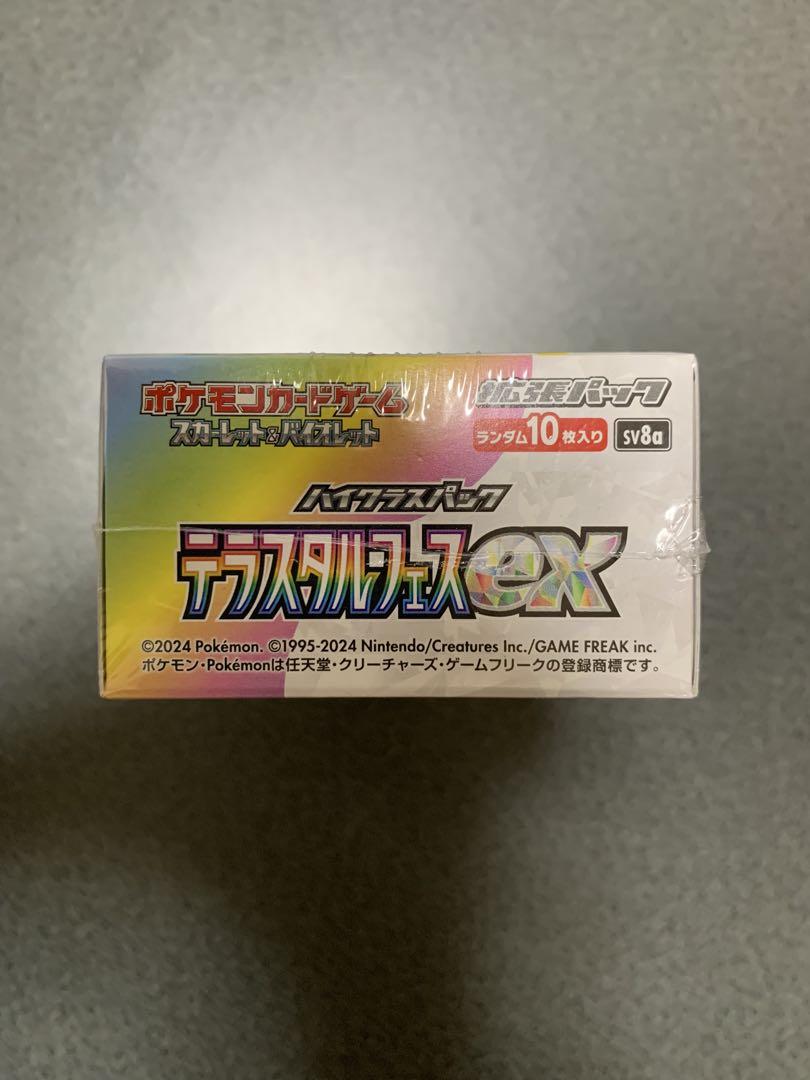 ポケモンカードゲーム
スカーレット&バイオレット
拡張パック
ランダム10枚入り sv8a
ハイクラスパック
テラスタルフェスex
©2024 Pokémon. ©1995-2024 Nintendo/Creatures Inc./GAME FREAK inc.
ポケモン・Pokémonは任天堂・クリーチャーズ・ゲームフリークの登録商標です。